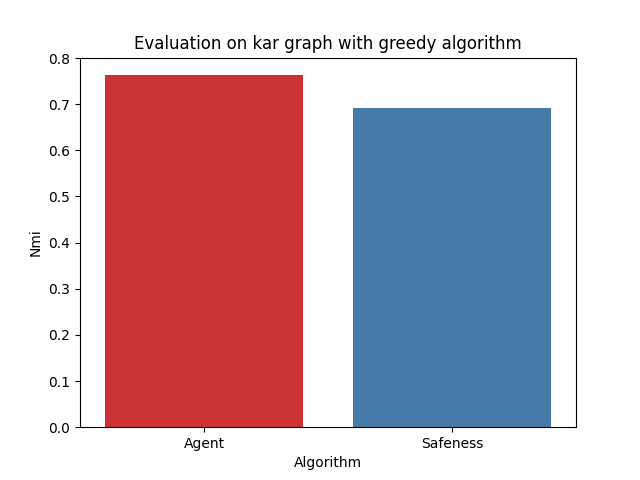 Evaluation on kar graph with greedy algorithm
0.8
0.7
0.6
0.5
0.4
0.3
0.2
0.1
0.0
Nmi
Agent
Safeness
Algorithm